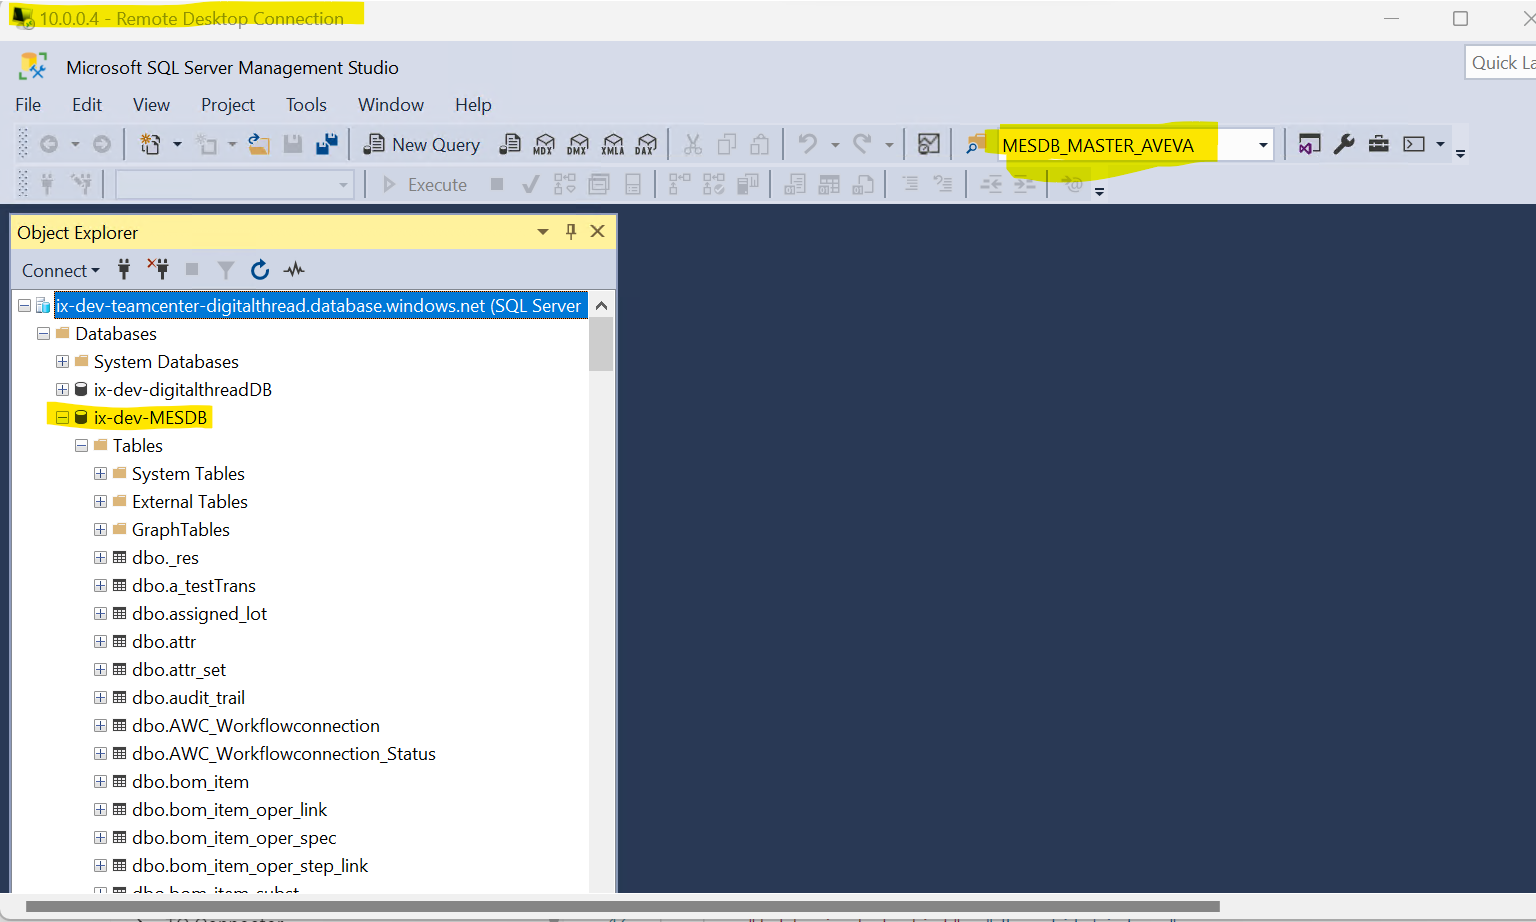 10.0.0.4 - Remote Desktop Connection
Microsoft SQL Server Management Studio
Quick La
File Edit View Project Tools Window Help
New Query MDX DMX XMLA DAX MESDB_MASTER_AVEVA
Execute
Object Explorer
Connect
ix-dev-teamcenter-digitalthread.database.windows.net (SQL Server
Databases
System Databases
ix-dev-digitalthreadDB
ix-dev-MESDB
Tables
System Tables
External Tables
GraphTables
dbo._res
dbo.a_testTrans
dbo.assigned_lot
dbo.attr
dbo.attr_set
dbo.audit_trail
dbo.AWC_Workflowconnection
dbo.AWC_Workflowconnection_Status
dbo.bom_item
dbo.bom_item_oper_link
dbo.bom_item_oper_spec
dbo.bom_item_oper_step_link
dbo.bom_item_subst